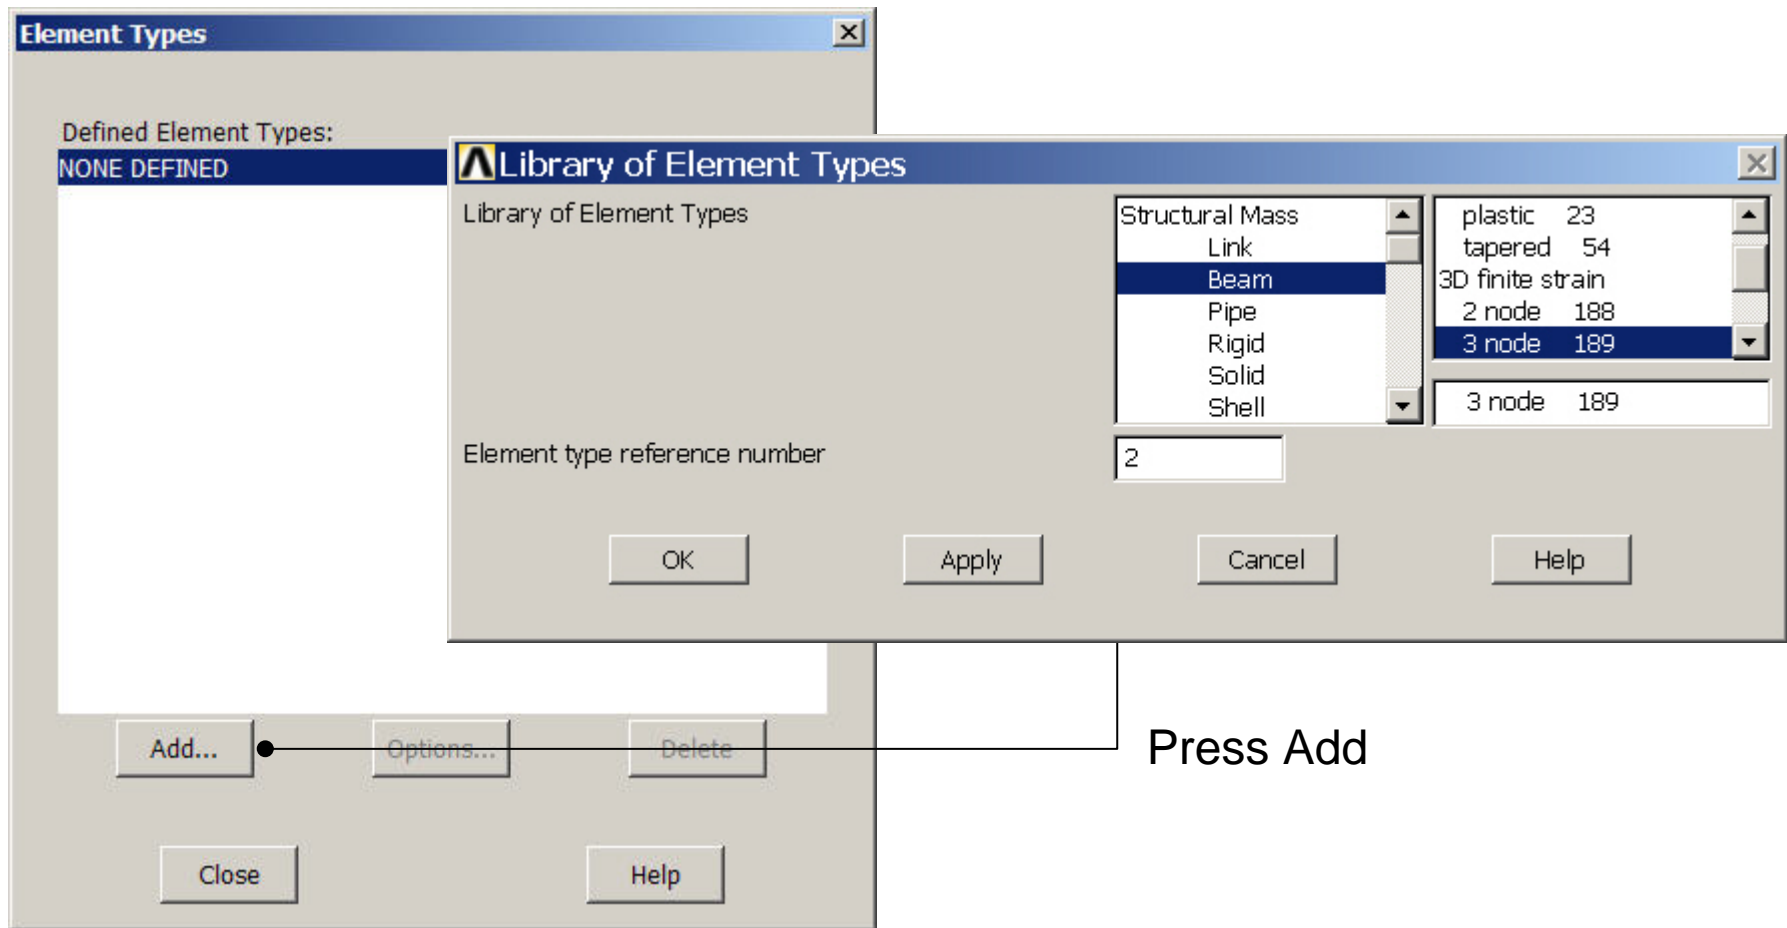 Element Types
Defined Element Types:
NONE DEFINED
Library of Element Types
Library of Element Types
Structural Mass
Link
Beam
Pipe
Rigid
Solid
Shell
plastic 23
tapered 54
3D finite strain
2 node 188
3 node 189
3 node 189
Element type reference number
2
OK
Apply
Cancel
Help
Add...
Options...
Delete
Press Add
Close
Help